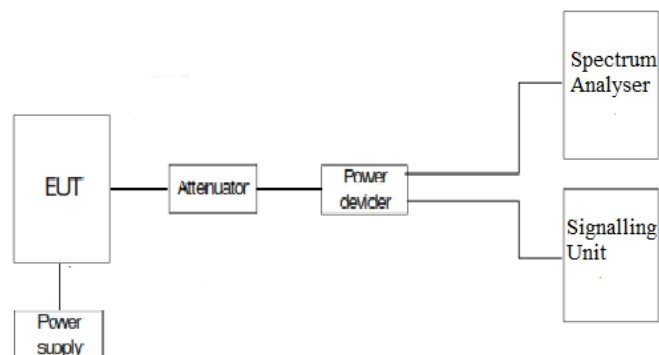 Spectrum
Analyser
EUT
Attenuator
Power
devider
Signalling
Unit
Power
supply